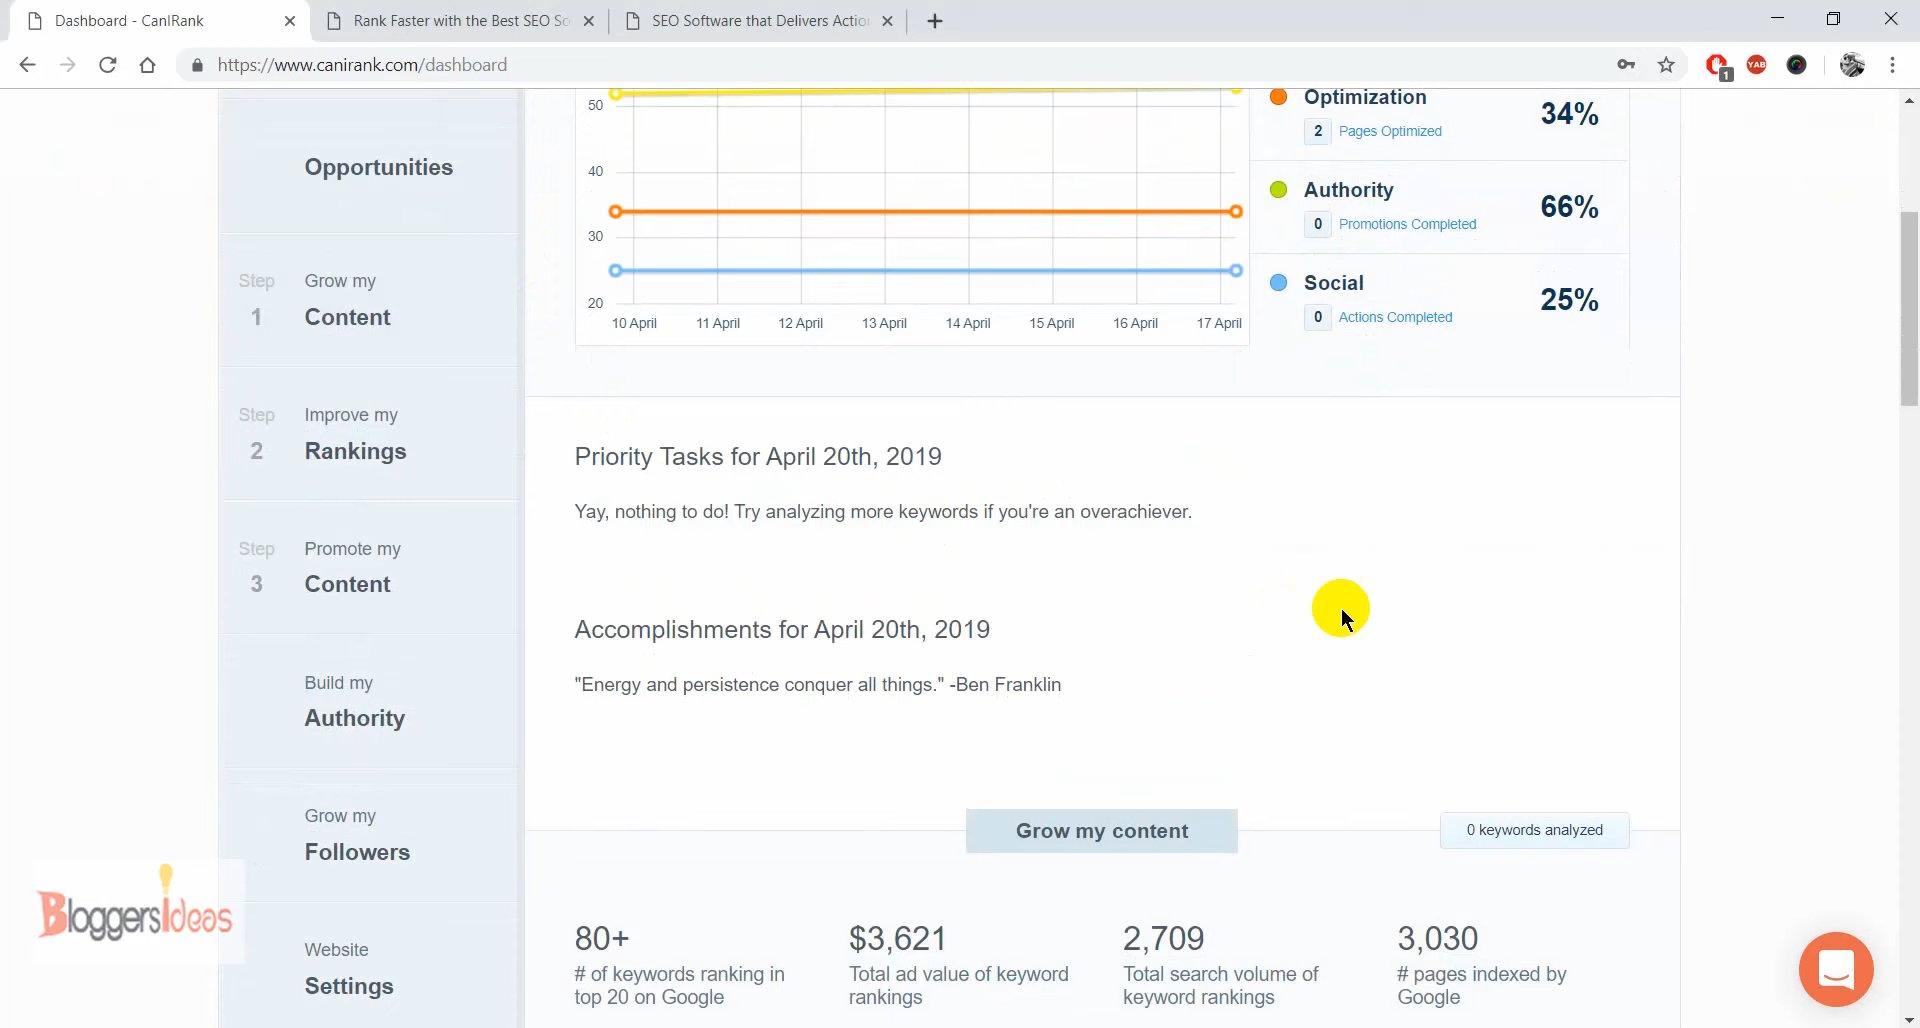 Dashboard - CanIRank
Rank Faster with the Best SEO So
SEO Software that Delivers Actio
https://www.canirank.com/dashboard
1
YAB
Opportunities
Step 1
Grow my
Content
Step 2
Improve my
Rankings
Step 3
Promote my
Content
Build my
Authority
Grow my
Followers
Website
Settings
50
40
30
20
10 April 11 April 12 April 13 April 14 April 15 April 16 April 17 April
Optimization
34%
2 Pages Optimized
Authority
66%
0 Promotions Completed
Social
25%
0 Actions Completed
Priority Tasks for April 20th, 2019
Yay, nothing to do! Try analyzing more keywords if you're an overachiever.
Accomplishments for April 20th, 2019
"Energy and persistence conquer all things." -Ben Franklin
Grow my content
0 keywords analyzed
80+
# of keywords ranking in
top 20 on Google
$3,621
Total ad value of keyword
rankings
2,709
Total search volume of
keyword rankings
3,030
# pages indexed by
Google
BloggersIdeas